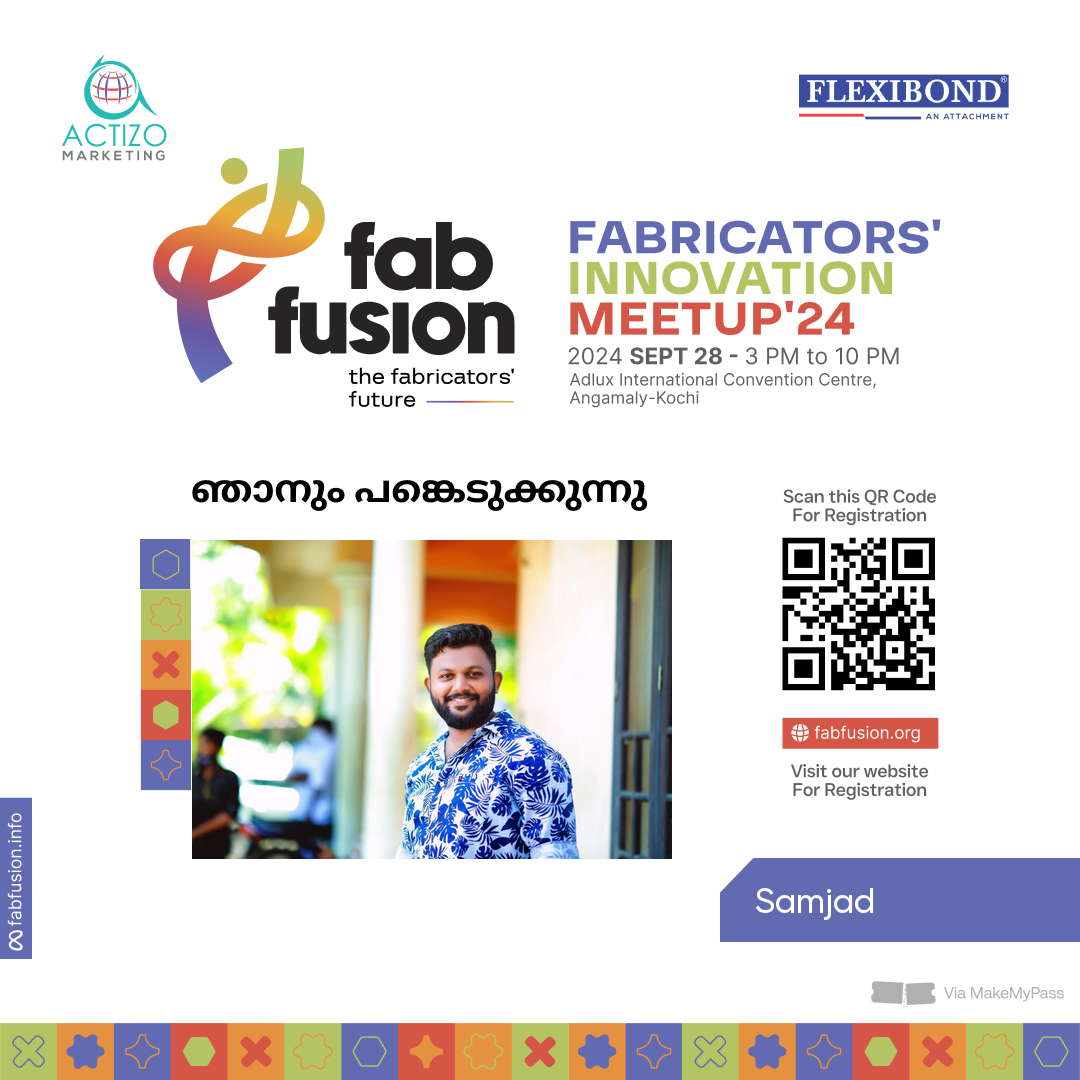 ACTIZO
MARKETING
FLEXIBOND®
AN ATTACHMENT
fab
fusion
the fabricators'
future
FABRICATORS'
INNOVATION
MEETUP'24
2024 SEPT 28 - 3 PM to 10 PM
Adlux International Convention Centre,
Angamaly-Kochi
ഞാനും പങ്കെടുക്കുന്നു
Scan this QR Code
For Registration
fabfusion.org
Visit our website
For Registration
fabfusion.info
Samjad
Via MakeMyPass